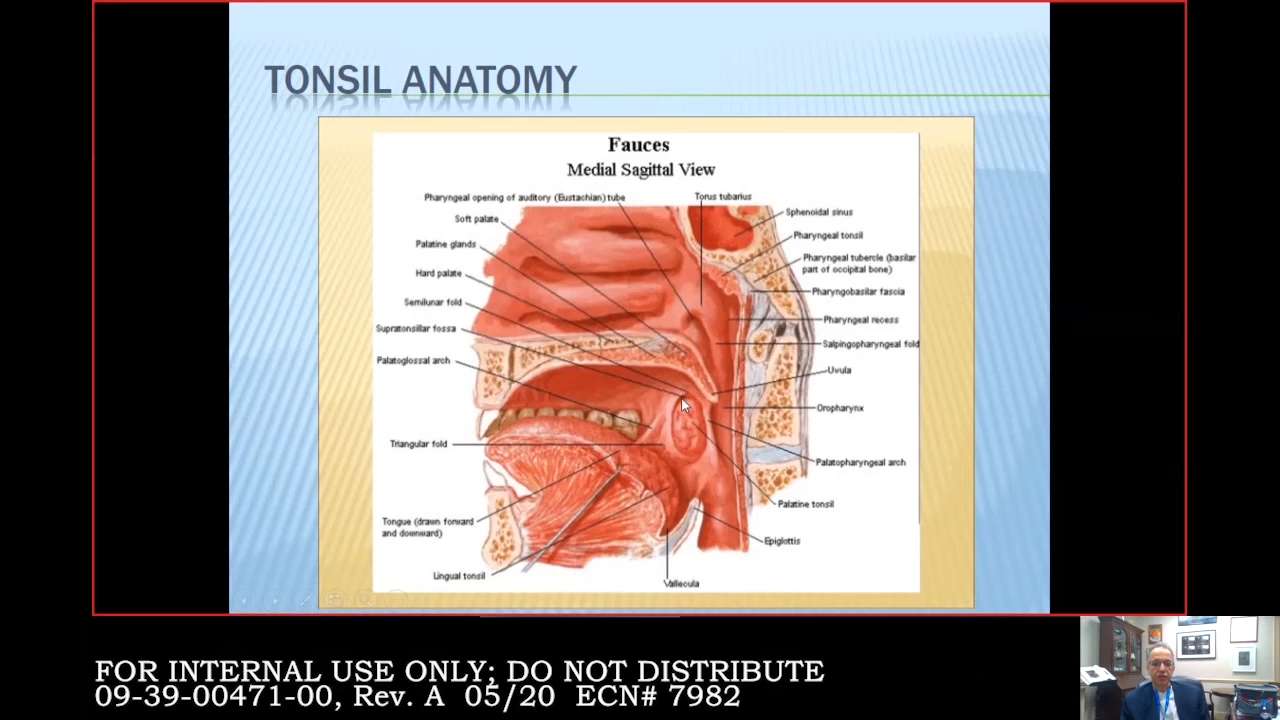 TONSIL ANATOMY
Fauces
Medial Sagittal View
Pharyngeal opening of auditory (Eustachian) tube
Torus tubarius
Soft palate
Sphenoidal sinus
Palatine glands
Pharyngeal tonsil
Pharyngeal tubercle (basilar
part of occipital bone)
Hard palate
Pharyngobasilar fascia
Semilunar fold
Pharyngeal recess
Supratonsillar fossa
Salpingopharyngeal fold
Palatoglossal arch
Uvula
Oropharynx
Triangular fold
Palatopharyngeal arch
Palatine tonsil
Tongue (drawn forward
and downward)
Epiglottis
Lingual tonsil
Vallecula
FOR INTERNAL USE ONLY; DO NOT DISTRIBUTE
09-39-00471-00, Rev. A 05/20 ECN# 7982